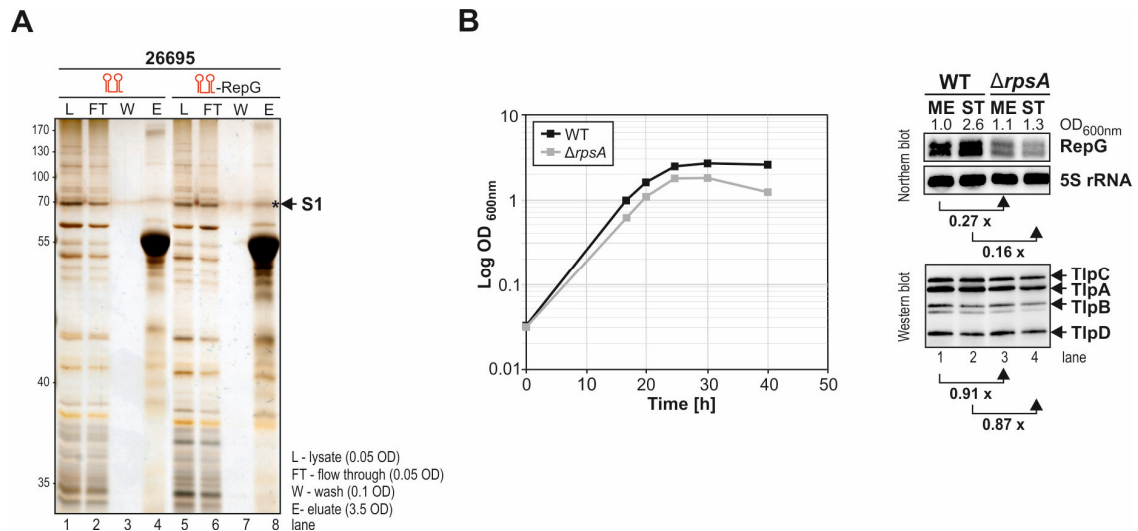 A
26695
-RepG
L FT W E L FT W E
170
130
100
70
55
40
35
* S1
L - lysate (0.05 OD)
FT - flow through (0.05 OD)
W - wash (0.1 OD)
E- eluate (3.5 OD)
1 2 3 4 5 6 7 8 lane
B
Log OD 600nm
10
1
0.1
0.01
WT
ΔrpsA
0 10 20 30 40 50
Time [h]
WT ΔrpsA
ME ST ME ST
1.0 2.6 1.1 1.3 OD600nm
Northern blot
RepG
5S rRNA
0.27 x
0.16 x
Western blot
TlpC
TlpA
TlpB
TlpD
1 2 3 4 lane
0.91 x
0.87 x